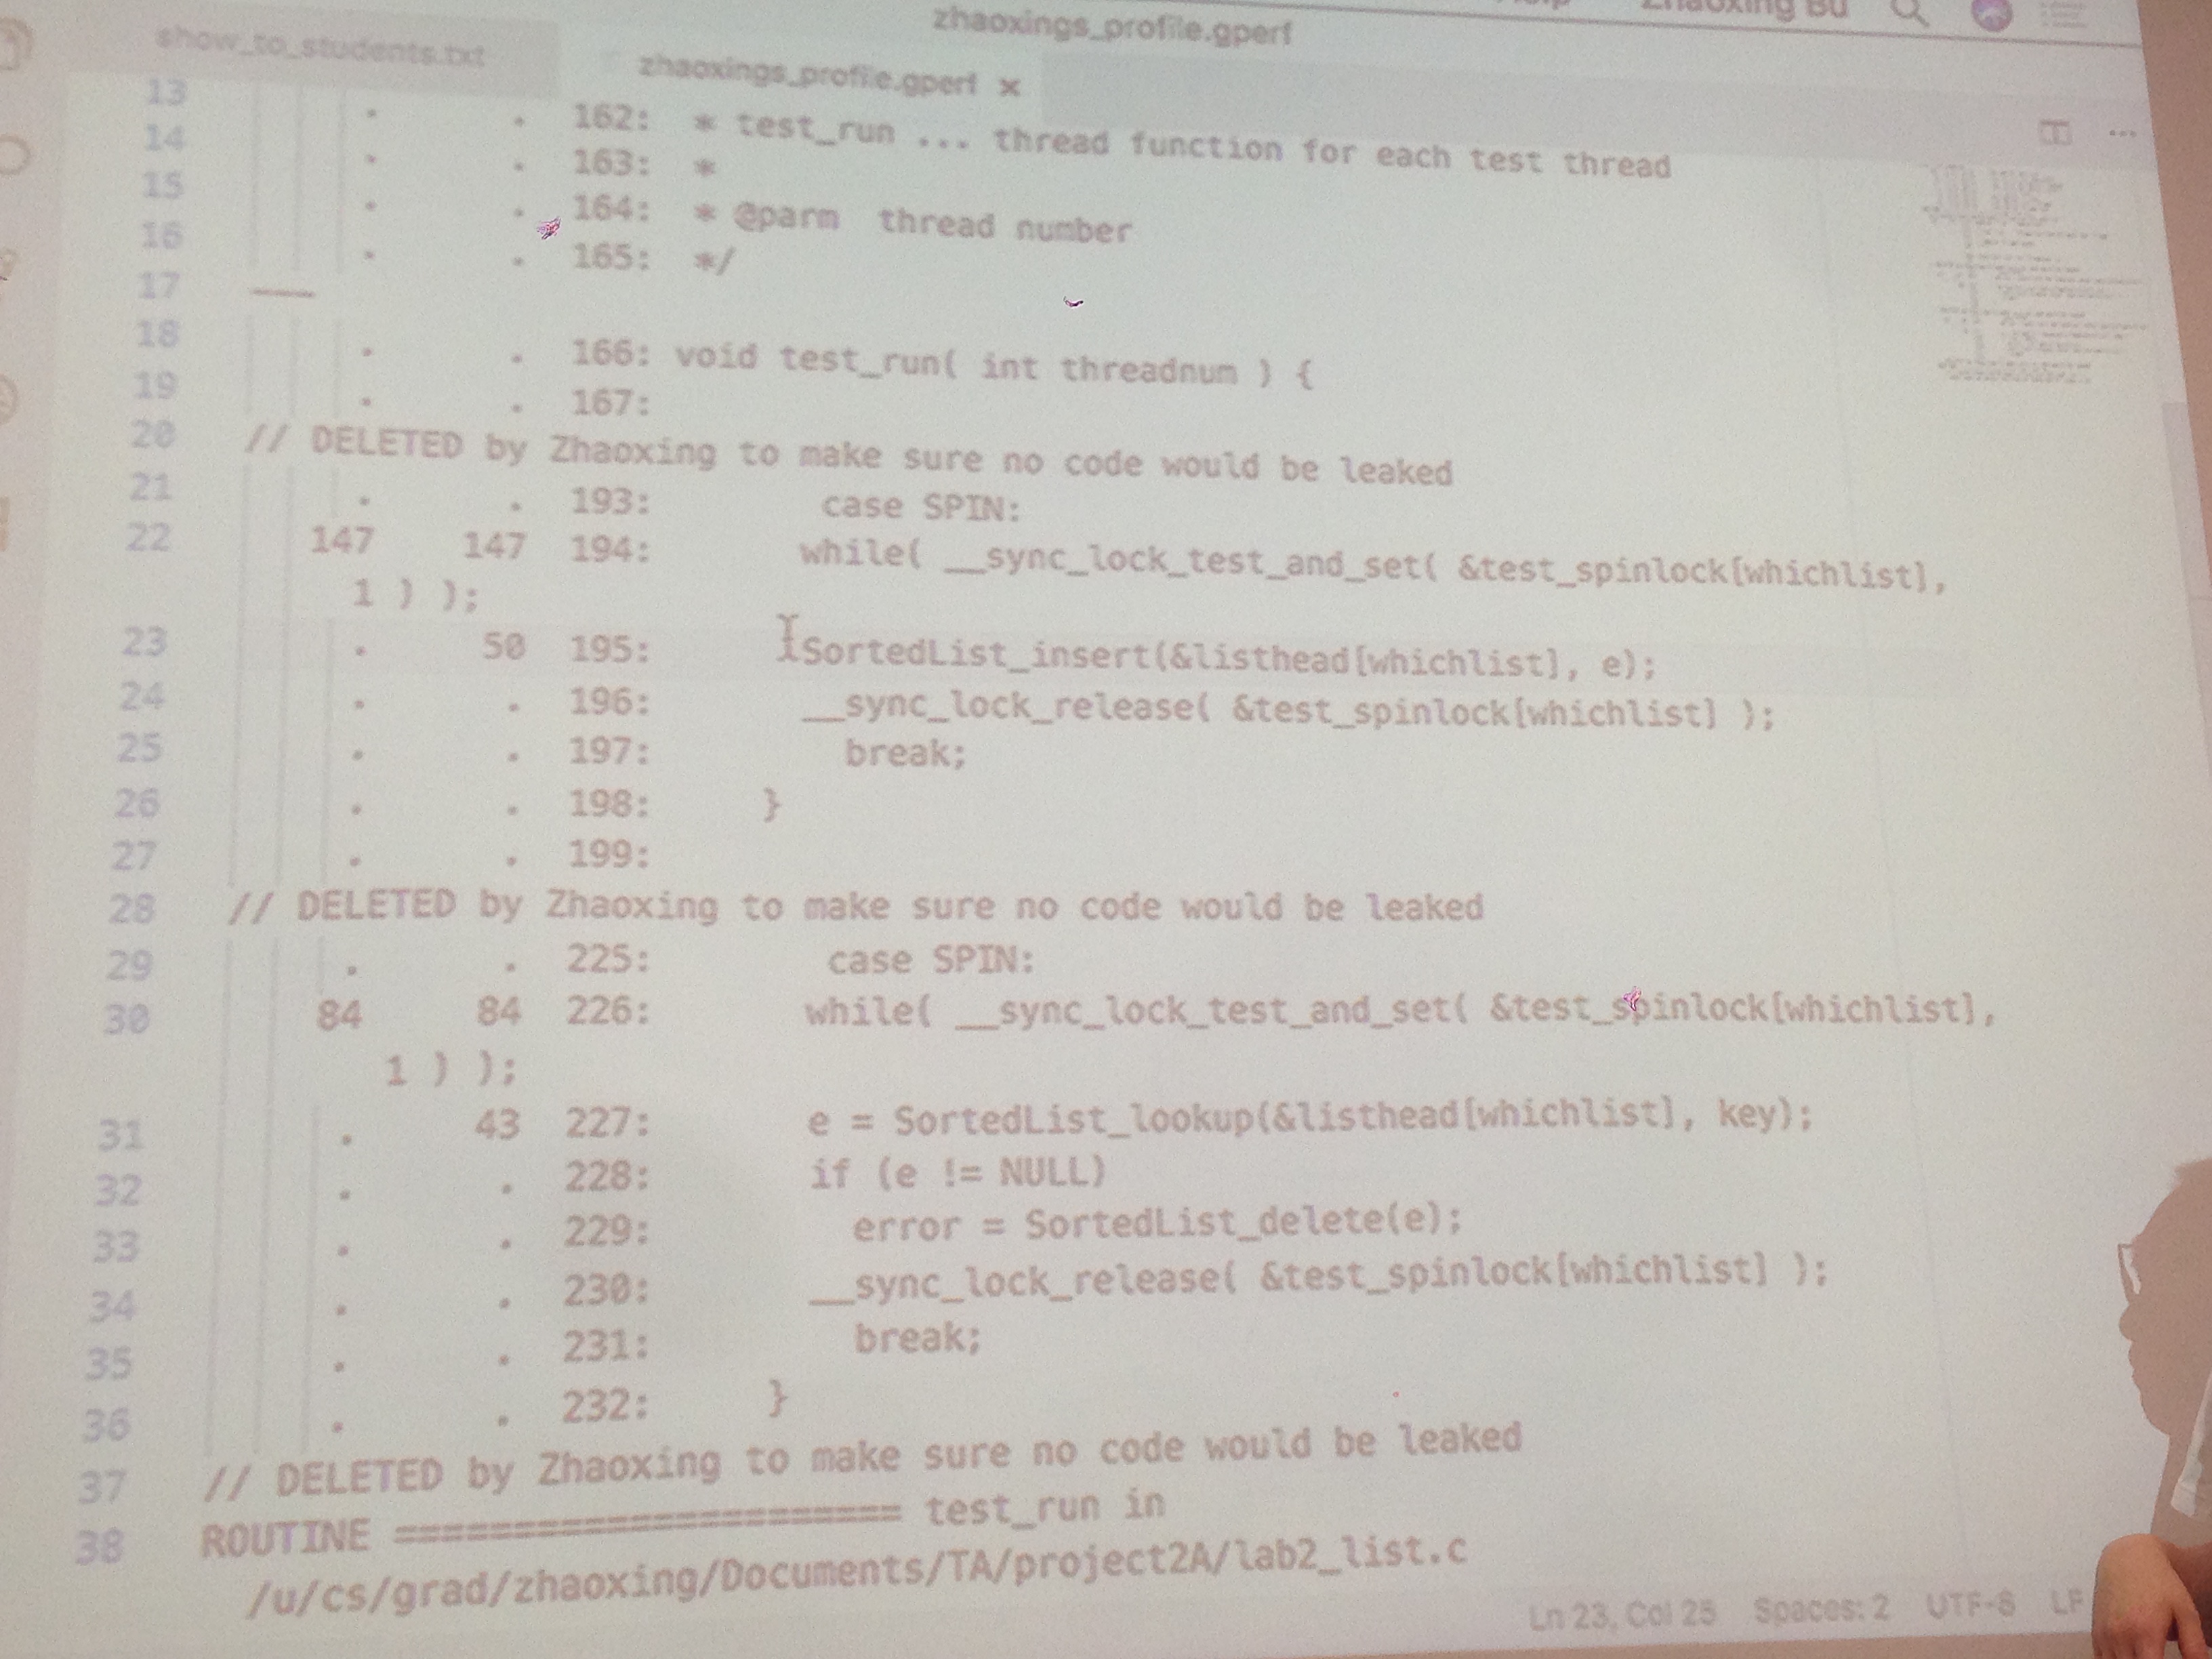 zhaoxings_profile.gperf
Zhaoxing Bu
show_to_students.txt
zhaoxings_profile.gperf ×
13 . . 162: * test_run ... thread function for each test thread
14 . . 163: *
15 . . 164: * @parm thread number
16 . . 165: */
17 ___
18 . . 166: void test_run( int threadnum ) {
19 . . 167:
20 // DELETED by Zhaoxing to make sure no code would be leaked
21 . . 193: case SPIN:
22 147 147 194: while( __sync_lock_test_and_set( &test_spinlock[whichlist],
1 ) );
23 . 50 195: SortedList_insert(&listhead[whichlist], e);
24 . . 196: __sync_lock_release( &test_spinlock[whichlist] );
25 . . 197: break;
26 . . 198: }
27 . . 199:
28 // DELETED by Zhaoxing to make sure no code would be leaked
29 . . 225: case SPIN:
30 84 84 226: while( __sync_lock_test_and_set( &test_spinlock[whichlist],
1 ) );
31 . 43 227: e = SortedList_lookup(&listhead[whichlist], key);
32 . . 228: if (e != NULL)
33 . . 229: error = SortedList_delete(e);
34 . . 230: __sync_lock_release( &test_spinlock[whichlist] );
35 . . 231: break;
36 . . 232: }
37 // DELETED by Zhaoxing to make sure no code would be leaked
38 ROUTINE ====================== test_run in
/u/cs/grad/zhaoxing/Documents/TA/project2A/lab2_list.c
Ln 23, Col 25 Spaces: 2 UTF-8 LF